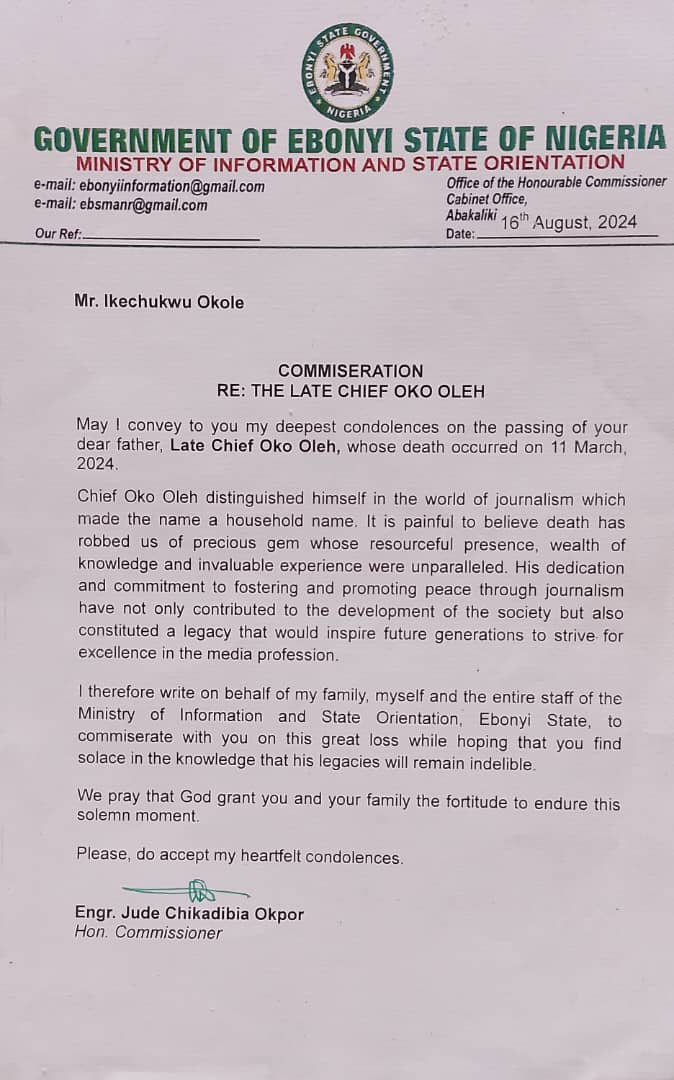 EBONYI STATE GOVERNMENT
NIGERIA
GOVERNMENT OF EBONYI STATE OF NIGERIA
MINISTRY OF INFORMATION AND STATE ORIENTATION
e-mail: ebonyiinformation@gmail.com
e-mail: ebsmanr@gmail.com
Our Ref:
Office of the Honourable Commissioner
Cabinet Office,
Abakaliki
Date: 16th August, 2024
Mr. Ikechukwu Okole
COMMISERATION
RE: THE LATE CHIEF OKO OLEH
May I convey to you my deepest condolences on the passing of your
dear father, Late Chief Oko Oleh, whose death occurred on 11 March,
2024.
Chief Oko Oleh distinguished himself in the world of journalism which
made the name a household name. It is painful to believe death has
robbed us of precious gem whose resourceful presence, wealth of
knowledge and invaluable experience were unparalleled. His dedication
and commitment to fostering and promoting peace through journalism
have not only contributed to the development of the society but also
constituted a legacy that would inspire future generations to strive for
excellence in the media profession.
I therefore write on behalf of my family, myself and the entire staff of the
Ministry of Information and State Orientation, Ebonyi State, to
commiserate with you on this great loss while hoping that you find
solace in the knowledge that his legacies will remain indelible.
We pray that God grant you and your family the fortitude to endure this
solemn moment.
Please, do accept my heartfelt condolences.
Engr. Jude Chikadibia Okpor
Hon. Commissioner